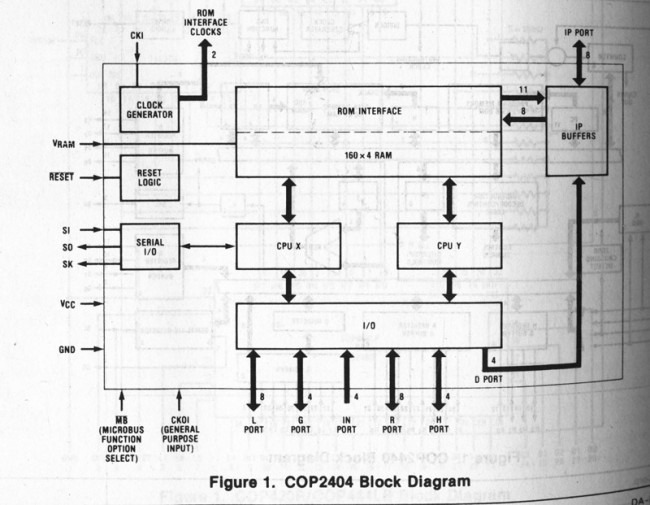 ROM
INTERFACE
CLOCKS
CKI
2
IP PORT
8
CLOCK
GENERATOR
ROM INTERFACE
11
8
IP
BUFFERS
VRAM
160 × 4 RAM
RESET
RESET
LOGIC
SI
SO
SK
SERIAL
I/O
CPU X
CPU Y
VCC
I/O
GND
4
D PORT
8
4
4
8
4
MB
(MICROBUS
FUNCTION
OPTION
SELECT)
CKOI
(GENERAL
PURPOSE
INPUT)
L
PORT
G
PORT
IN
PORT
R
PORT
H
PORT
Figure 1. COP2404 Block Diagram